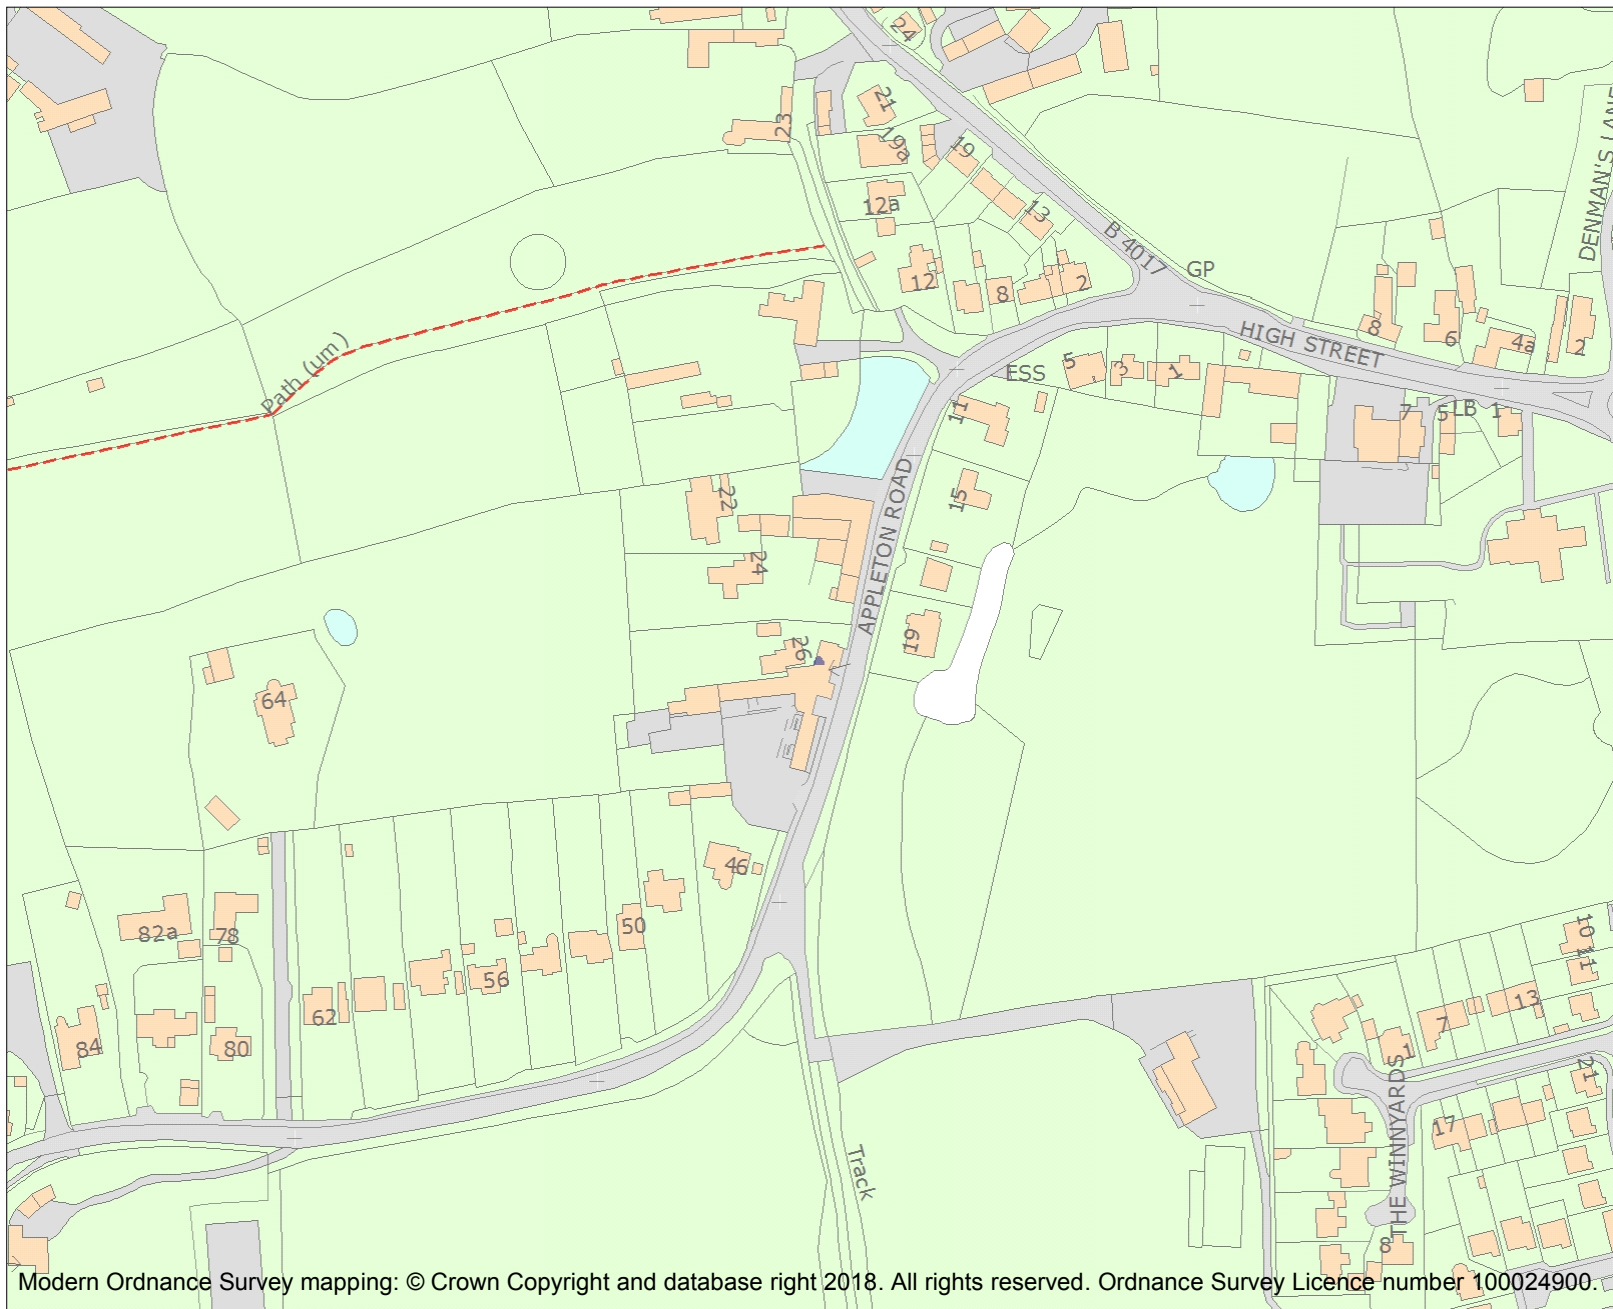 24
21
23
19a
19
12a
13
B 4017
GP
DENMAN'S LANE
12
8
2
HIGH STREET
8
6
4a
2
Path (um)
5
3
1
ESS
11
7
5
LB
1
22
15
APPLETON ROAD
24
26
19
64
46
50
82a
78
56
62
84
80
10
11
13
7
1
21
THE WINNYARDS
17
Track
8
Modern Ordnance Survey mapping: © Crown Copyright and database right 2018. All rights reserved. Ordnance Survey Licence number 100024900.